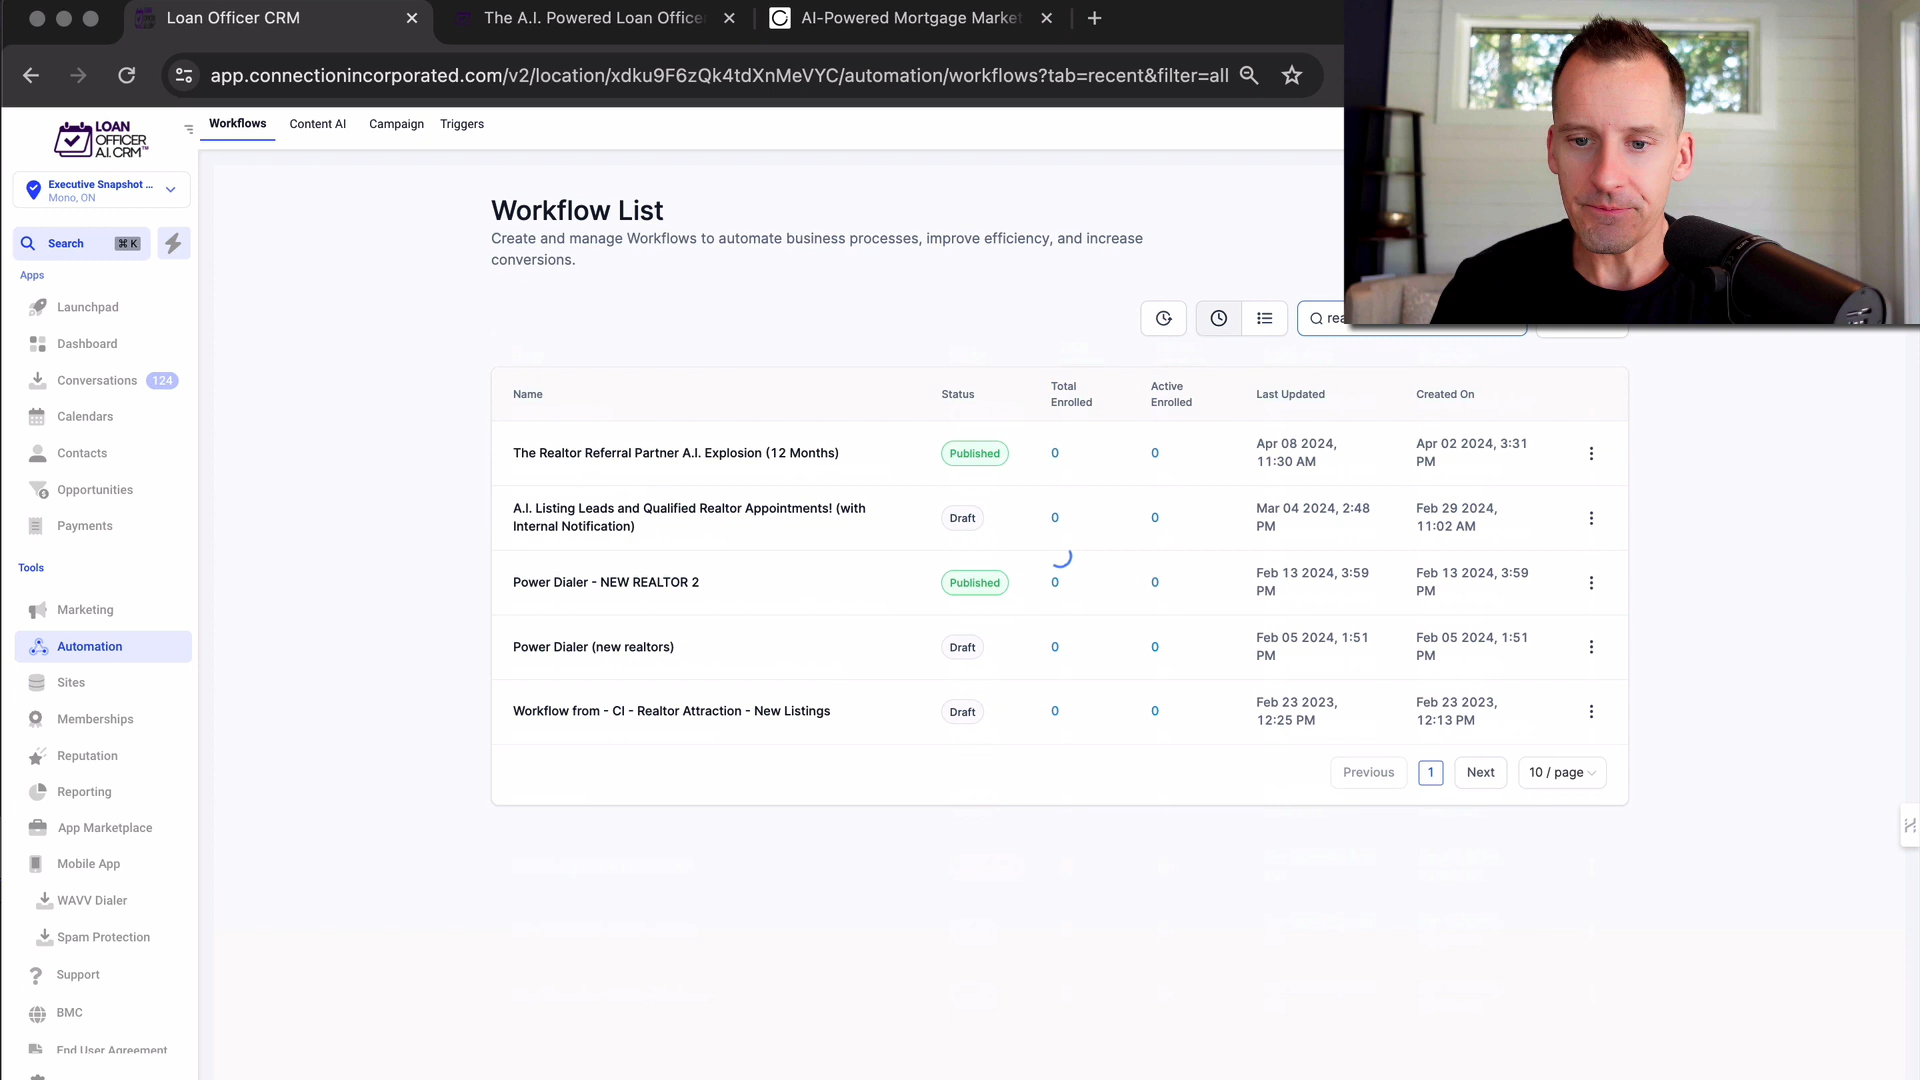 Loan Officer CRM
The A.I. Powered Loan Office
AI-Powered Mortgage Market
app.connectionincorporated.com/v2/location/xdku9F6zQk4tdXnMeVYC/automation/workflows?tab=recent&filter=all
LOAN
OFFICER
A.I. CRM™
Workflows
Content AI
Campaign
Triggers
Executive Snapshot ...
Mono, ON
Search
⌘ K
Apps
Launchpad
Dashboard
Conversations
124
Calendars
Contacts
Opportunities
Payments
Tools
Marketing
Automation
Sites
Memberships
Reputation
Reporting
App Marketplace
Mobile App
WAVV Dialer
Spam Protection
Support
BMC
End User Agreement
Workflow List
Create and manage Workflows to automate business processes, improve efficiency, and increase
conversions.
rea
Name
Status
Total
Enrolled
Active
Enrolled
Last Updated
Created On
The Realtor Referral Partner A.I. Explosion (12 Months)
Published
0
0
Apr 08 2024,
11:30 AM
Apr 02 2024, 3:31
PM
A.I. Listing Leads and Qualified Realtor Appointments! (with
Internal Notification)
Draft
0
0
Mar 04 2024, 2:48
PM
Feb 29 2024,
11:02 AM
Power Dialer - NEW REALTOR 2
Published
0
0
Feb 13 2024, 3:59
PM
Feb 13 2024, 3:59
PM
Power Dialer (new realtors)
Draft
0
0
Feb 05 2024, 1:51
PM
Feb 05 2024, 1:51
PM
Workflow from - CI - Realtor Attraction - New Listings
Draft
0
0
Feb 23 2023,
12:25 PM
Feb 23 2023,
12:13 PM
Previous
1
Next
10 / page